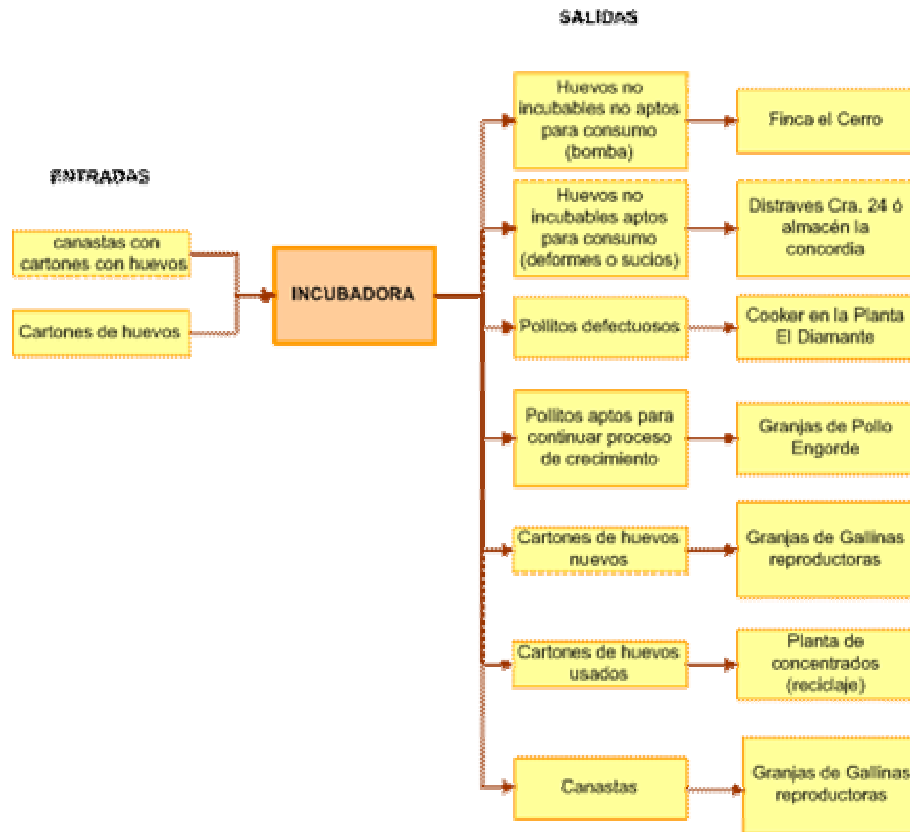 SALIDAS
ENTRADAS
canastas con
cartones con huevos
Cartones de huevos
INCUBADORA
Huevos no
incubables no aptos
para consumo
(bomba)
Finca el Cerro
Huevos no
incubables aptos
para consumo
(deformes o sucios)
Distraves Cra. 24 ó
almacén la
concordia
Pollitos defectuosos
Cooker en la Planta
El Diamante
Pollitos aptos para
continuar proceso
de crecimiento
Granjas de Pollo
Engorde
Cartones de huevos
nuevos
Granjas de Gallinas
reproductoras
Cartones de huevos
usados
Planta de
concentrados
(reciclaje)
Canastas
Granjas de Gallinas
reproductoras